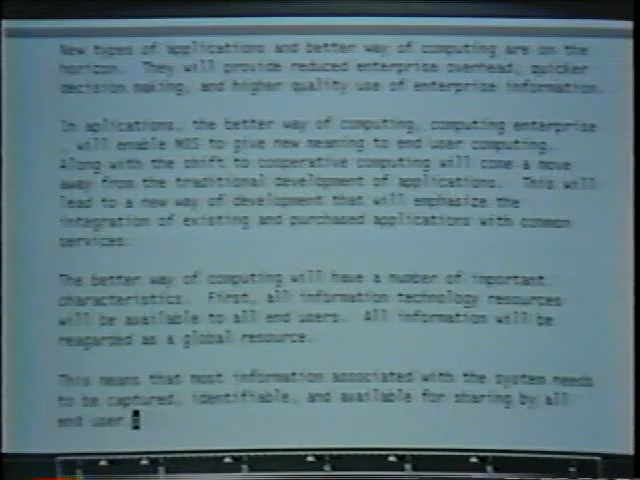 New types of applications and better way of computing are on the
horizon. They will provide reduced enterprise overhead, quicker
decision making, and higher quality use of enterprise information.
In aplications, the better way of computing, computing enterprise
, will enable MIS to give new meaning to end user computing.
Along with the shift to cooperative computing will come a move
away from the traditional development of applications. This will
lead to a new way of development that will emphasize the
integration of existing and purchased applications with common
services.
The better way of computing will have a number of important
characteristics. First, all information technology resources
will be available to all end users. All information will be
reagarded as a global resource.
This means that most information associated with the system needs
to be captured, identifiable, and available for sharing by all
end user